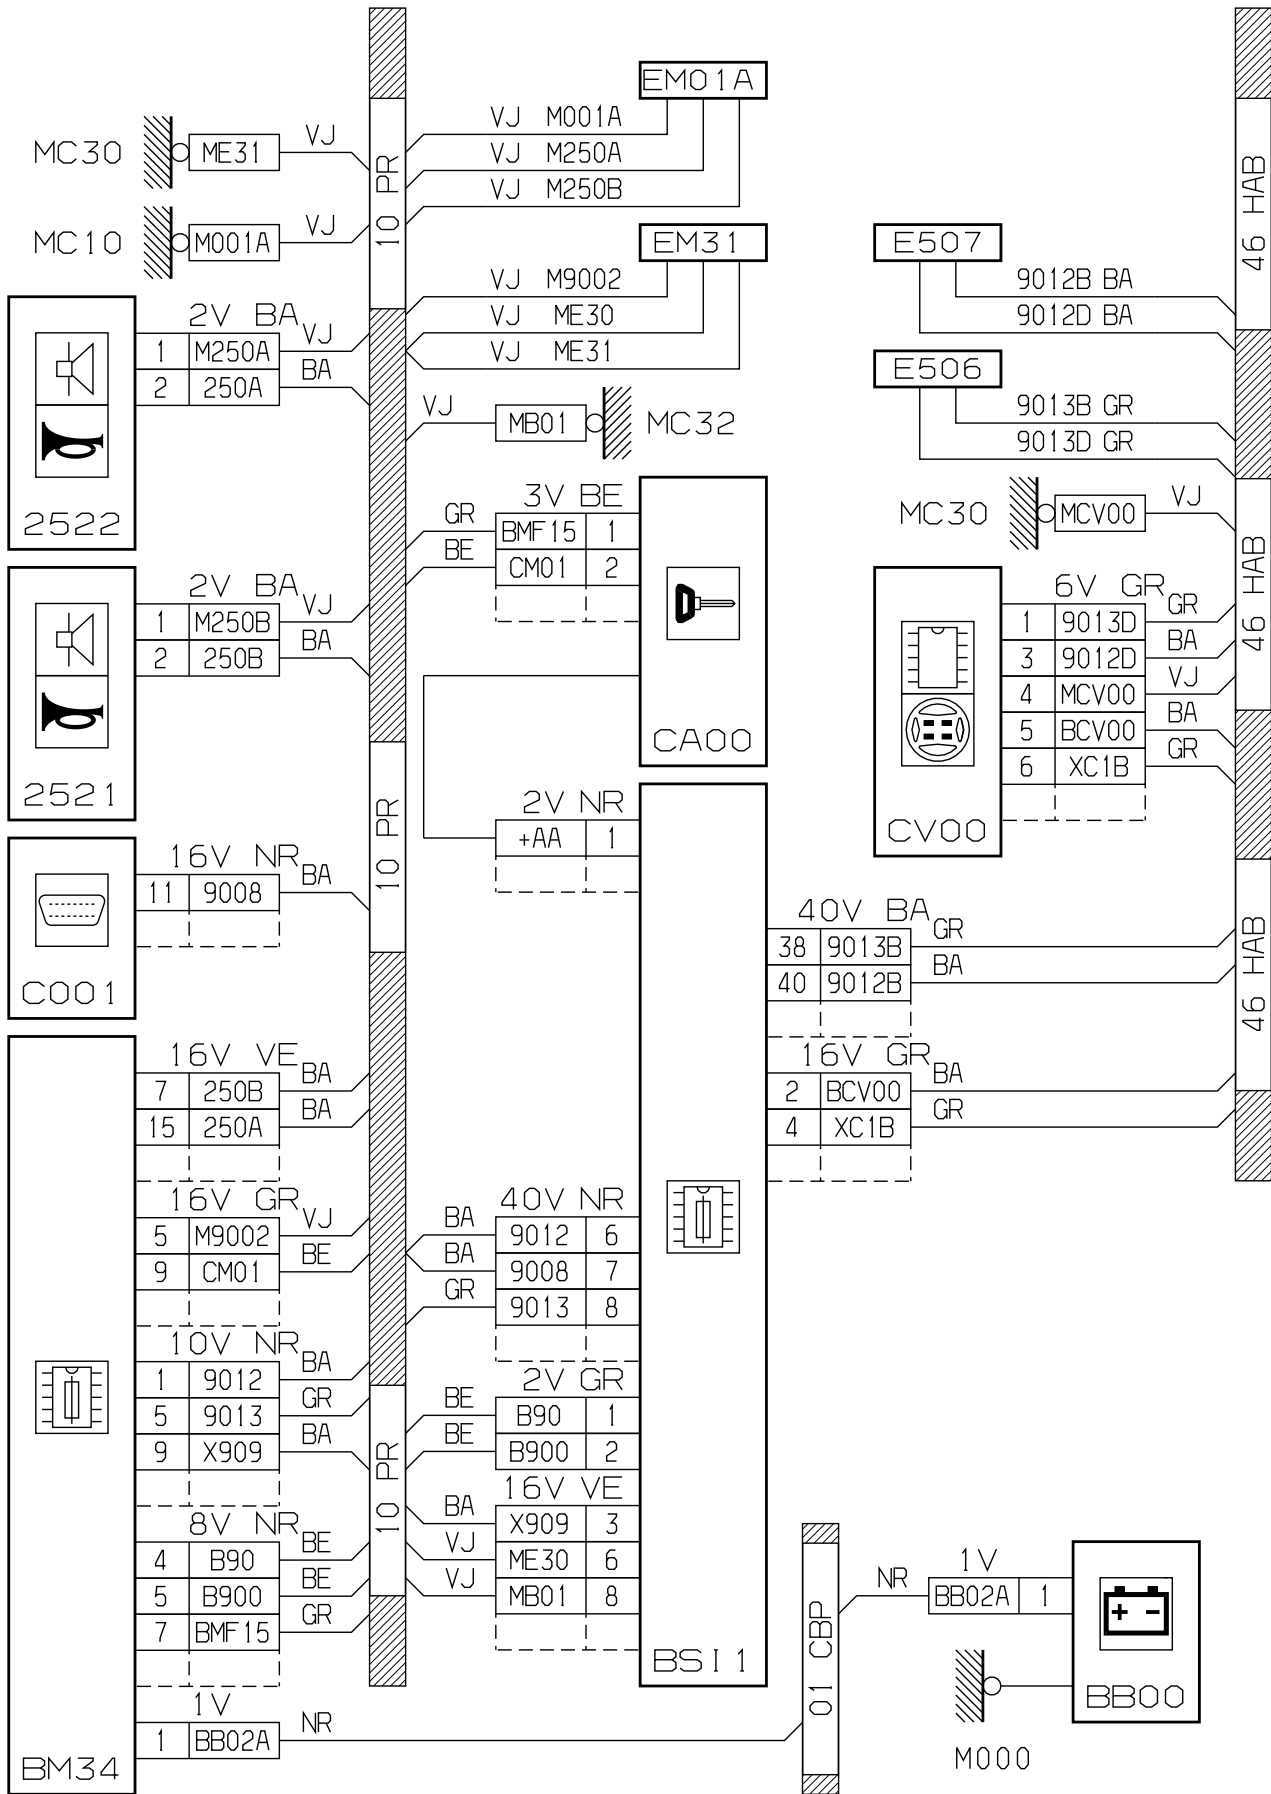 EM01A
VJ M001A
VJ M250A
VJ M250B
MC30 ME31 VJ
MC10 M001A VJ
10 PR
46 HAB
EM31
VJ M9002
VJ ME30
VJ ME31
E507
9012B BA
9012D BA
E506
9013B GR
9013D GR
2V BA
1 M250A VJ
2 250A BA
2522
VJ MB01 MC32
MC30 MCV00 VJ
46 HAB
3V BE
GR BMF15 1
BE CM01 2
CA00
2V BA
1 M250B VJ
2 250B BA
2521
6V GR
1 9013D GR
3 9012D BA
4 MCV00 VJ
5 BCV00 BA
6 XC1B GR
CV00
10 PR
2V NR
+AA 1
16V NR
11 9008 BA
C001
40V BA
38 9013B GR
40 9012B BA
46 HAB
16V GR
2 BCV00 BA
4 XC1B GR
16V VE
7 250B BA
15 250A BA
16V GR
5 M9002 VJ
9 CM01 BE
40V NR
BA 9012 6
BA 9008 7
GR 9013 8
10V NR
1 9012 BA
5 9013 GR
9 X909 BA
2V GR
BE B90 1
BE B900 2
10 PR
16V VE
BA X909 3
VJ ME30 6
VJ MB01 8
BSI1
8V NR
4 B90 BE
5 B900 BE
7 BMF15 GR
1V
1 BB02A NR
BM34
01 CBP
1V
NR BB02A 1
+ -
BB00
M000